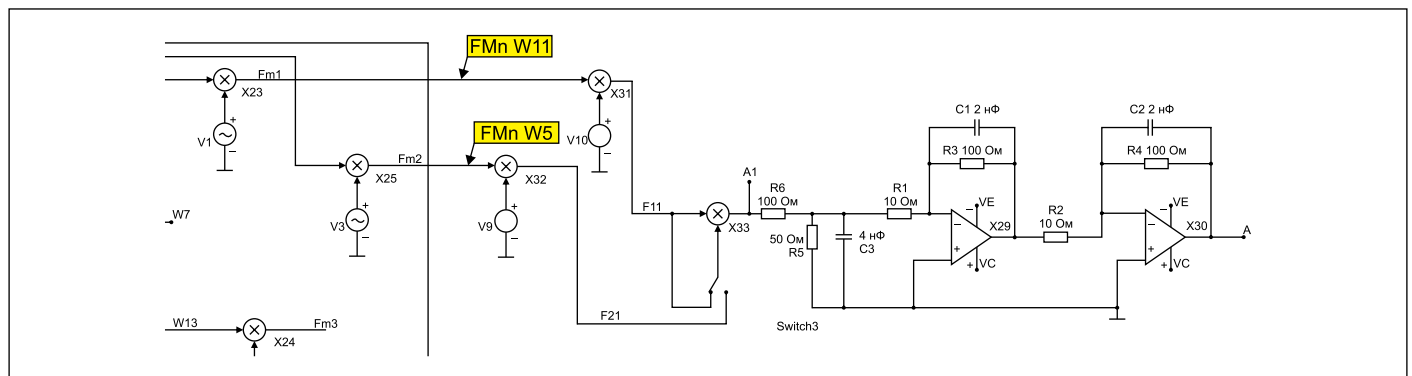 FMn W11
Fm1
X23
V1
+
−
X31
V10
+
−
FMn W5
Fm2
X25
V3
+
−
X32
V9
+
−
W7
W13
Fm3
X24
F11
F21
X33
A1
R6
100 Ом
50 Ом
R5
4 нФ
C3
Switch3
R1
10 Ом
C1 2 нФ
R3 100 Ом
VE
−
−
+
X29
+
VC
R2
10 Ом
C2 2 нФ
R4 100 Ом
VE
−
−
+
X30
+
VC
A